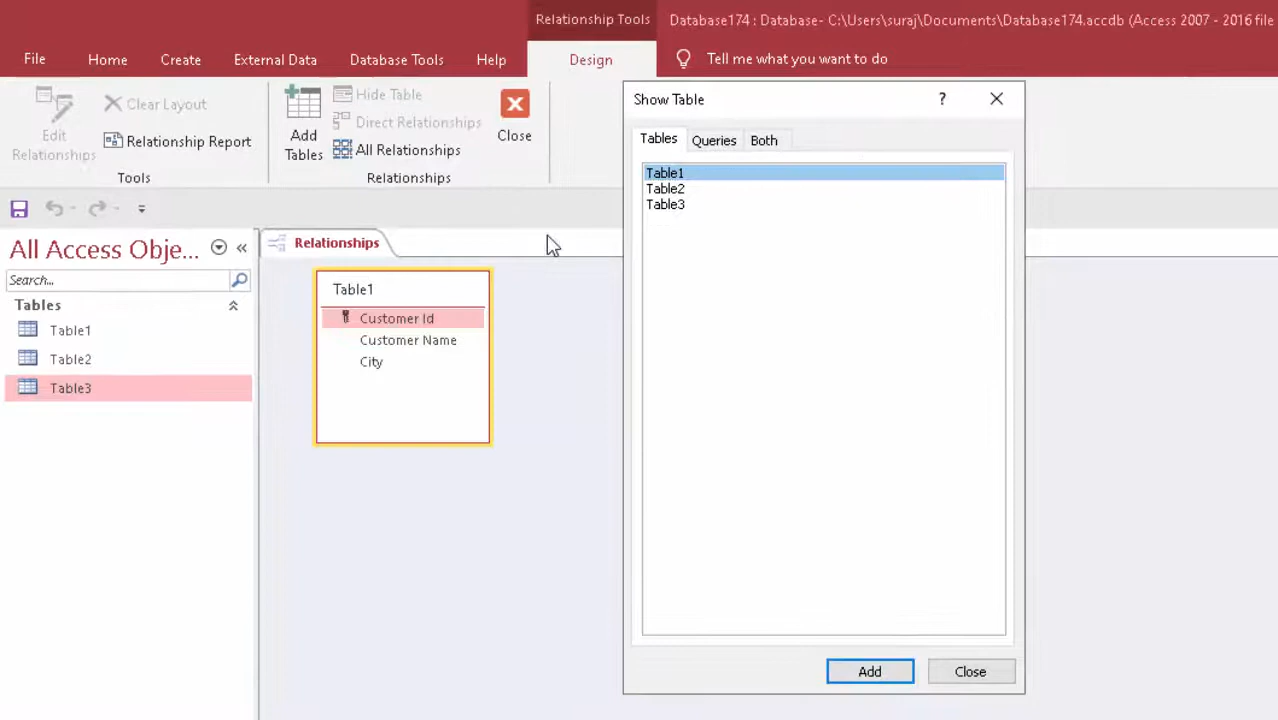 Relationship Tools
Database174 : Database- C:\Users\suraj\Documents\Database174.accdb (Access 2007 - 2016 file
File Home Create External Data Database Tools Help Design Tell me what you want to do
Edit Relationships
Clear Layout
Relationship Report
Tools
Add Tables
Hide Table
Direct Relationships
All Relationships
Relationships
Close
All Access Obje...
Search...
Tables
Table1
Table2
Table3
Relationships
Table1
Customer Id
Customer Name
City
Show Table
?
Tables Queries Both
Table1
Table2
Table3
Add Close